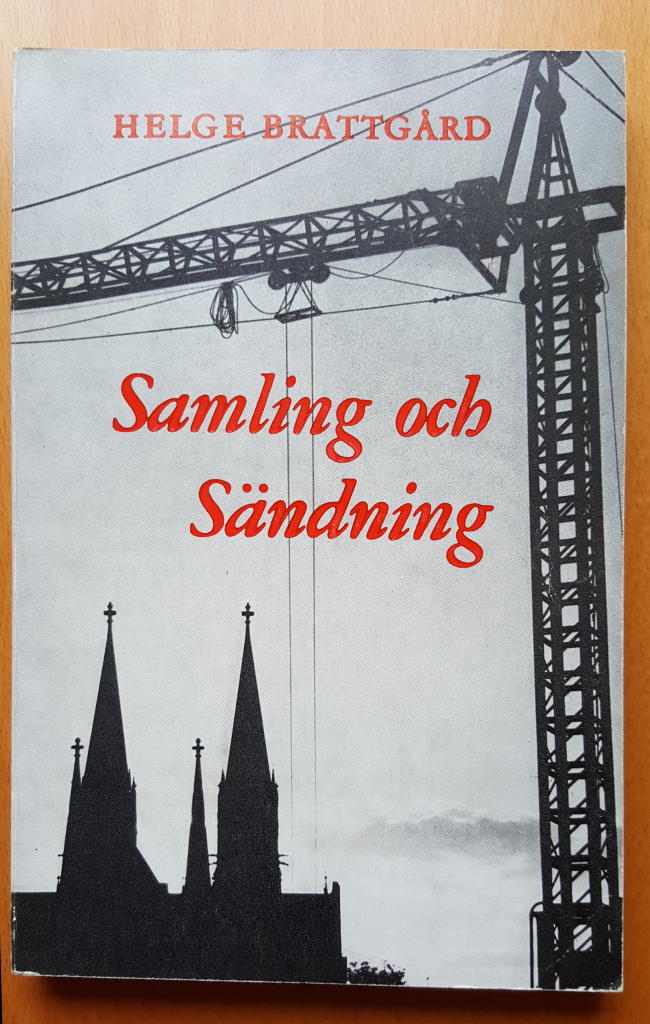 HELGE BRATTGÅRD
Samling och
Sändning